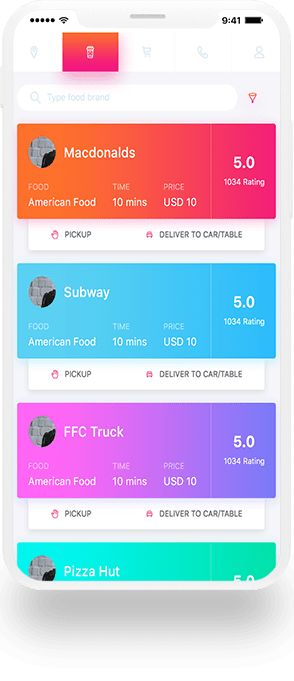 9:41
Type food brand
Macdonalds
5.0
1034 Rating
FOOD TIME PRICE
American Food 10 mins USD 10
PICKUP DELIVER TO CAR/TABLE
Subway
5.0
1034 Rating
FOOD TIME PRICE
American Food 10 mins USD 10
PICKUP DELIVER TO CAR/TABLE
FFC Truck
5.0
1034 Rating
FOOD TIME PRICE
American Food 10 mins USD 10
PICKUP DELIVER TO CAR/TABLE
Pizza Hut
5.0